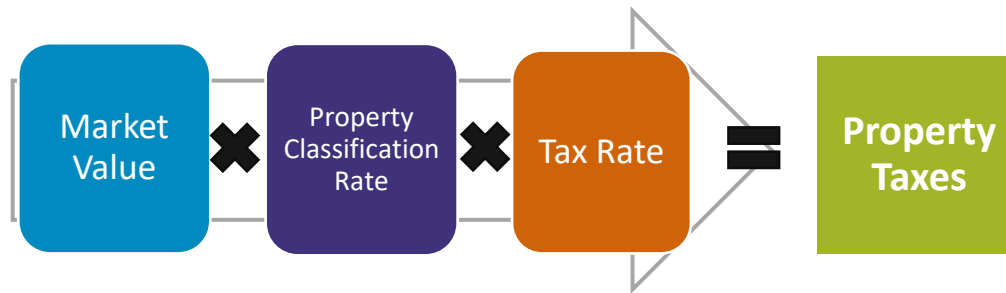 Market
Value
Property
Classification
Rate
Tax Rate
Property
Taxes